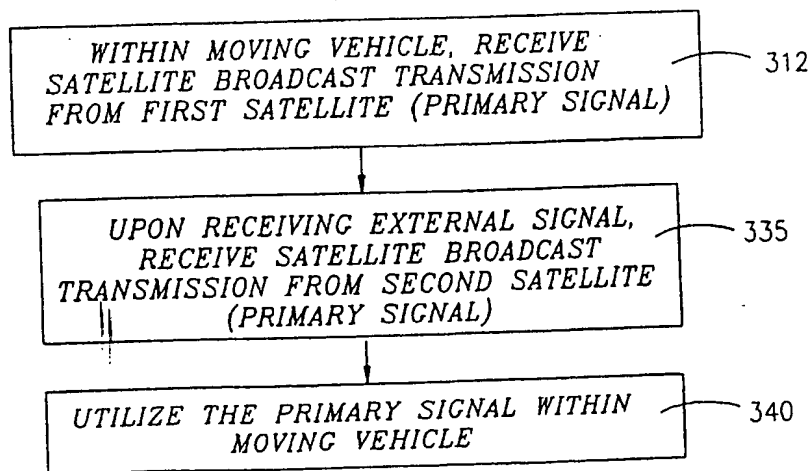 WITHIN MOVING VEHICLE, RECEIVE
SATELLITE BROADCAST TRANSMISSION
FROM FIRST SATELLITE (PRIMARY SIGNAL)
312
UPON RECEIVING EXTERNAL SIGNAL,
RECEIVE SATELLITE BROADCAST
TRANSMISSION FROM SECOND SATELLITE
(PRIMARY SIGNAL)
335
UTILIZE THE PRIMARY SIGNAL WITHIN
MOVING VEHICLE
340